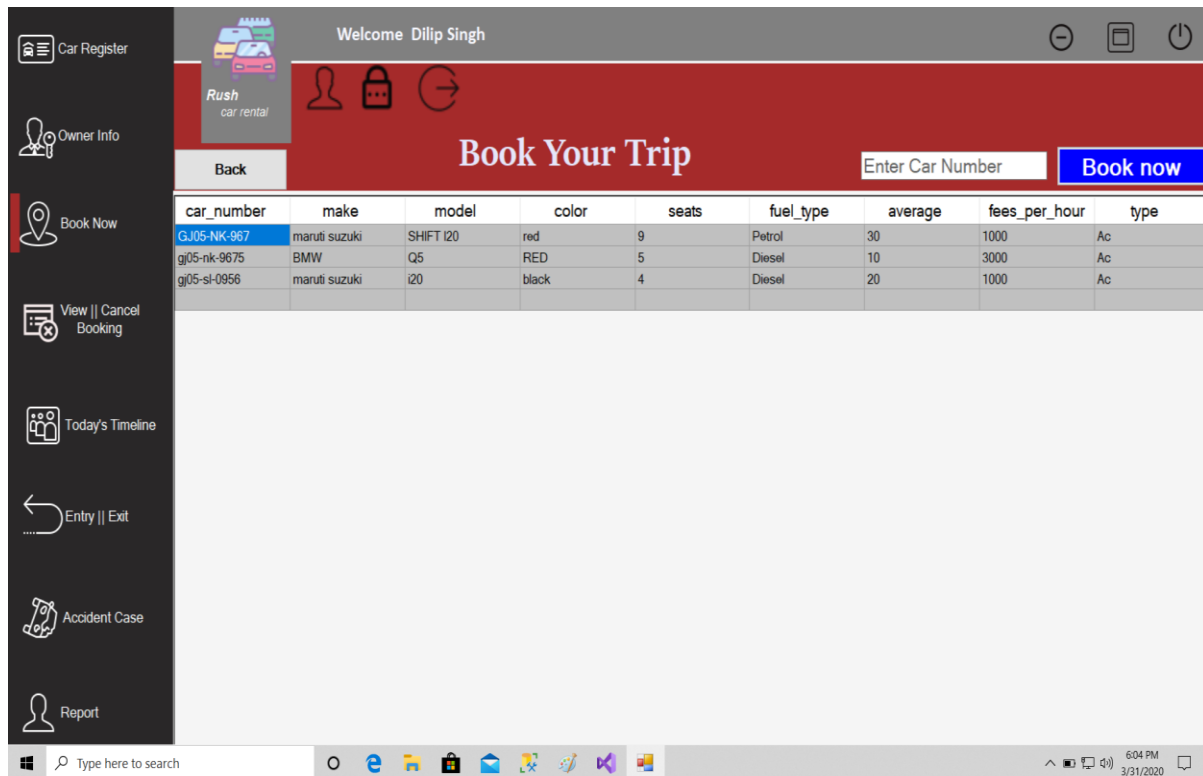 Car Register
Owner Info
Book Now
View || Cancel
Booking
Today's Timeline
Entry || Exit
Accident Case
Report
Rush
car rental
Welcome Dilip Singh
Back
Book Your Trip
Enter Car Number
Book now
car_number make model color seats fuel_type average fees_per_hour type
GJ05-NK-967 maruti suzuki SHIFT I20 red 9 Petrol 30 1000 Ac
gj05-nk-9675 BMW Q5 RED 5 Diesel 10 3000 Ac
gj05-sl-0956 maruti suzuki i20 black 4 Diesel 20 1000 Ac
Type here to search
6:04 PM
3/31/2020